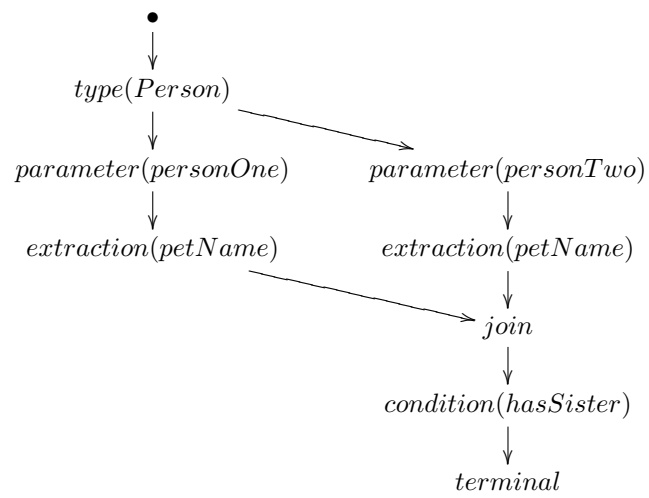 type(Person)
parameter(personOne) parameter(personTwo)
extraction(petName) extraction(petName)
join
condition(hasSister)
terminal